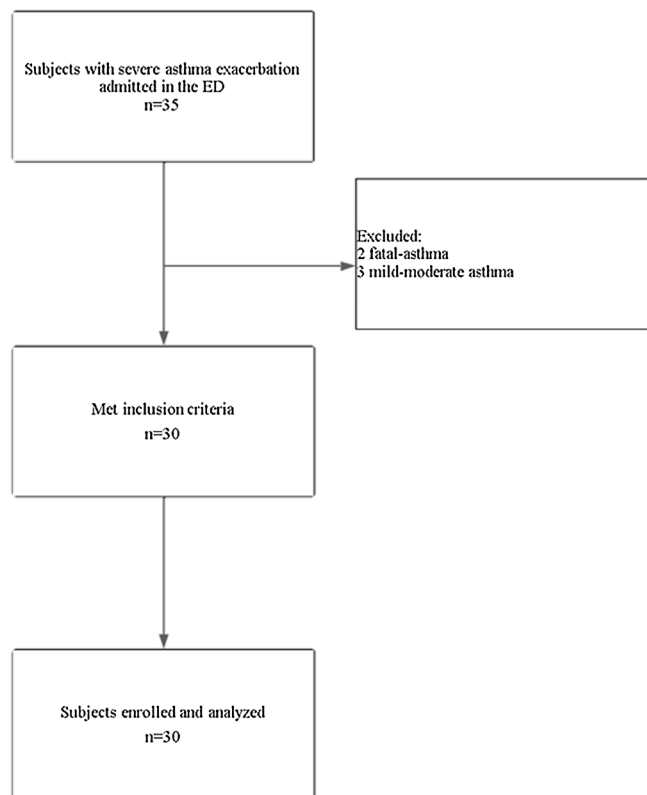 Subjects with severe asthma exacerbation
admitted in the ED
n=35
Excluded:
2 fatal-asthma
3 mild-moderate asthma
Met inclusion criteria
n=30
Subjects enrolled and analyzed
n=30